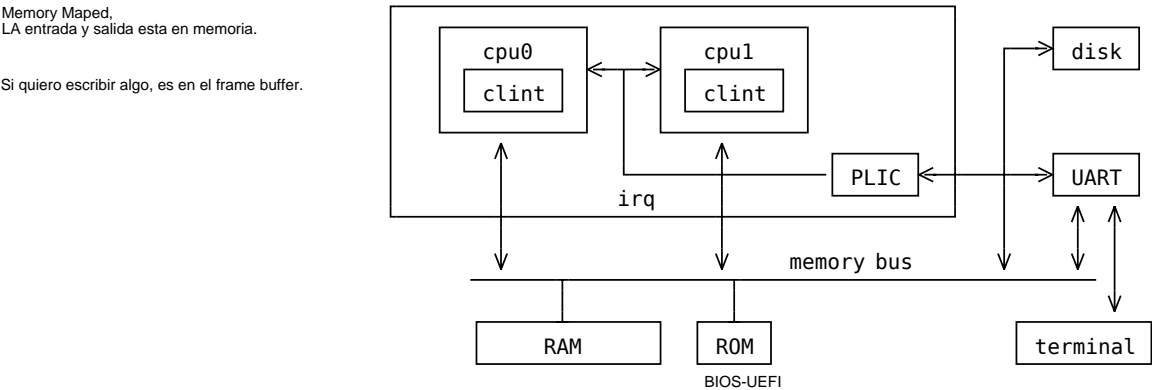 Memory Maped,
LA entrada y salida esta en memoria.
Si quiero escribir algo, es en el frame buffer.
cpu0
cpu1
disk
clint
clint
PLIC
UART
irq
memory bus
RAM
ROM
terminal
BIOS-UEFI